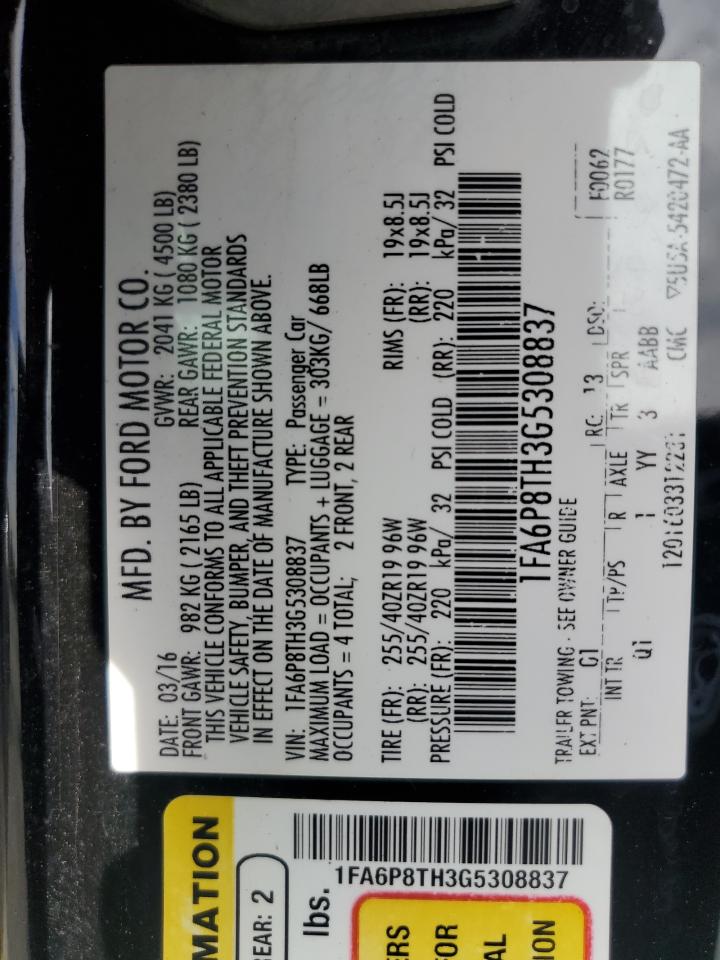 MFD. BY FORD MOTOR CO.
DATE: 03/16 GVWR: 2041 KG ( 4500 LB)
FRONT GAWR: 982 KG ( 2165 LB) REAR GAWR: 1080 KG ( 2380 LB)
THIS VEHICLE CONFORMS TO ALL APPLICABLE FEDERAL MOTOR
VEHICLE SAFETY, BUMPER, AND THEFT PREVENTION STANDARDS
IN EFFECT ON THE DATE OF MANUFACTURE SHOWN ABOVE.
VIN: 1FA6P8TH3G5308837 TYPE: Passenger Car
MAXIMUM LOAD = OCCUPANTS + LUGGAGE = 303KG/ 668LB
OCCUPANTS = 4 TOTAL; 2 FRONT, 2 REAR
TIRE (FR): 255/40ZR19 96W RIMS (FR): 19x8.5J
(RR): 255/40ZR19 96W (RR): 19x8.5J
PRESSURE (FR): 220 kPa/ 32 PSI COLD (RR): 220 kPa/ 32 PSI COLD
1FA6P8TH3G5308837
TRAILER TOWING - SEE OWNER GUIDE
EXT PNT: G1 RC: 13 DSO: F0062
INT TR TP/PS R AXLE TR SPR R0177
Q1 1 YY 3 AABB
CMC
1FA6P8TH3G5308837
MATION
EAR: 2
lbs.
ERS
FOR
AL
ION